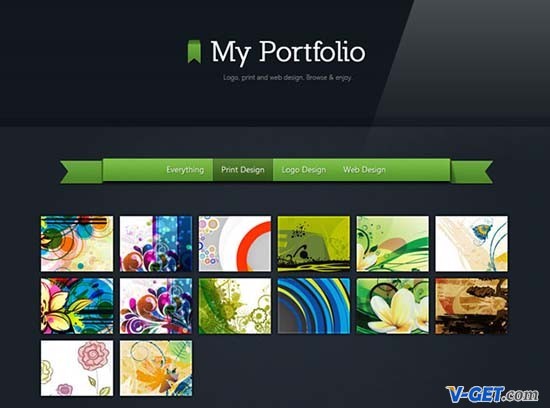 My Portfolio
Logo, print and web design, Browse & enjoy.
Everything Print Design Logo Design Web Design
V-GET.com